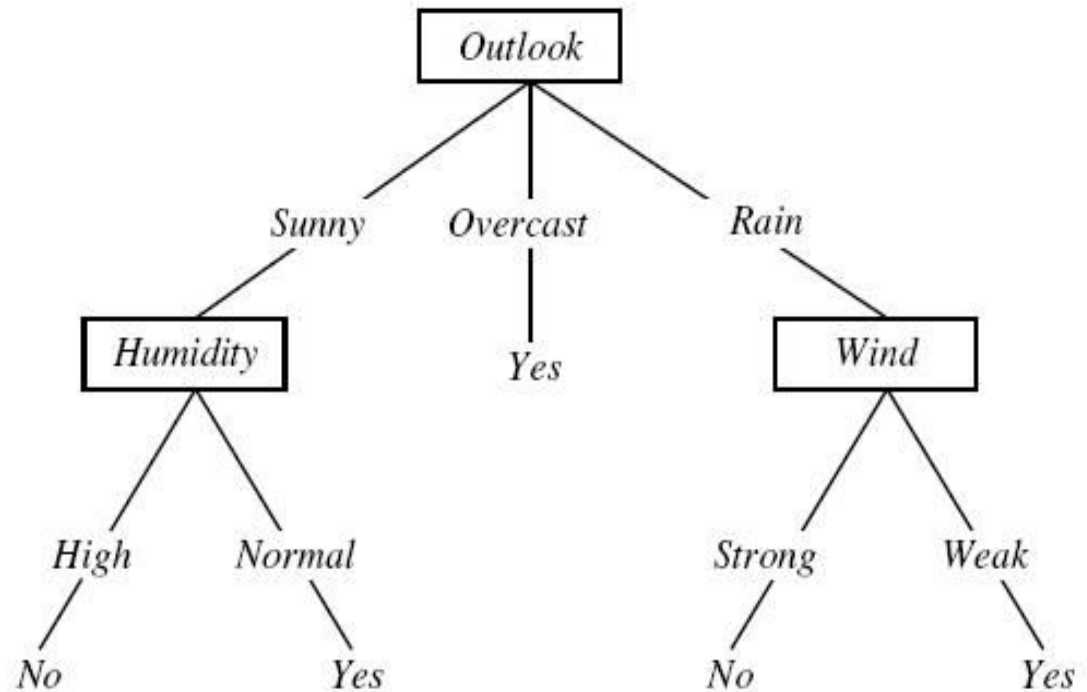 Outlook
Sunny Overcast Rain
Humidity Yes Wind
High Normal Strong Weak
No Yes No Yes